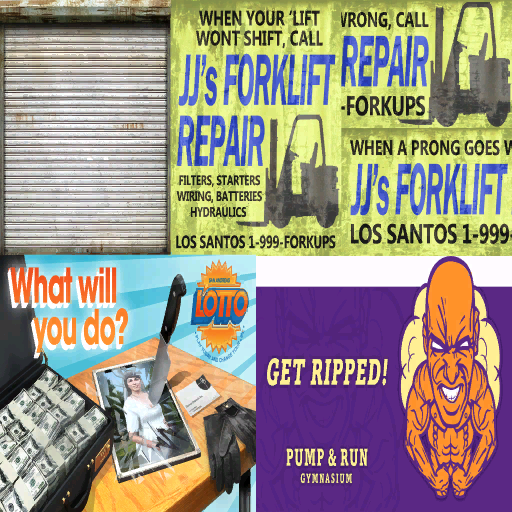 WHEN YOUR 'LIFT
WONT SHIFT, CALL
JJ's FORKLIFT
REPAIR
FILTERS, STARTERS
WIRING, BATTERIES
HYDRAULICS
LOS SANTOS 1-999-FORKUPS
WRONG, CALL
REPAIR
-FORKUPS
WHEN A PRONG GOES W
JJ's FORKLIFT
LOS SANTOS 1-999-
What will
you do?
SAN ANDREAS
LOTTO
GET RIPPED!
PUMP & RUN
GYMNASIUM